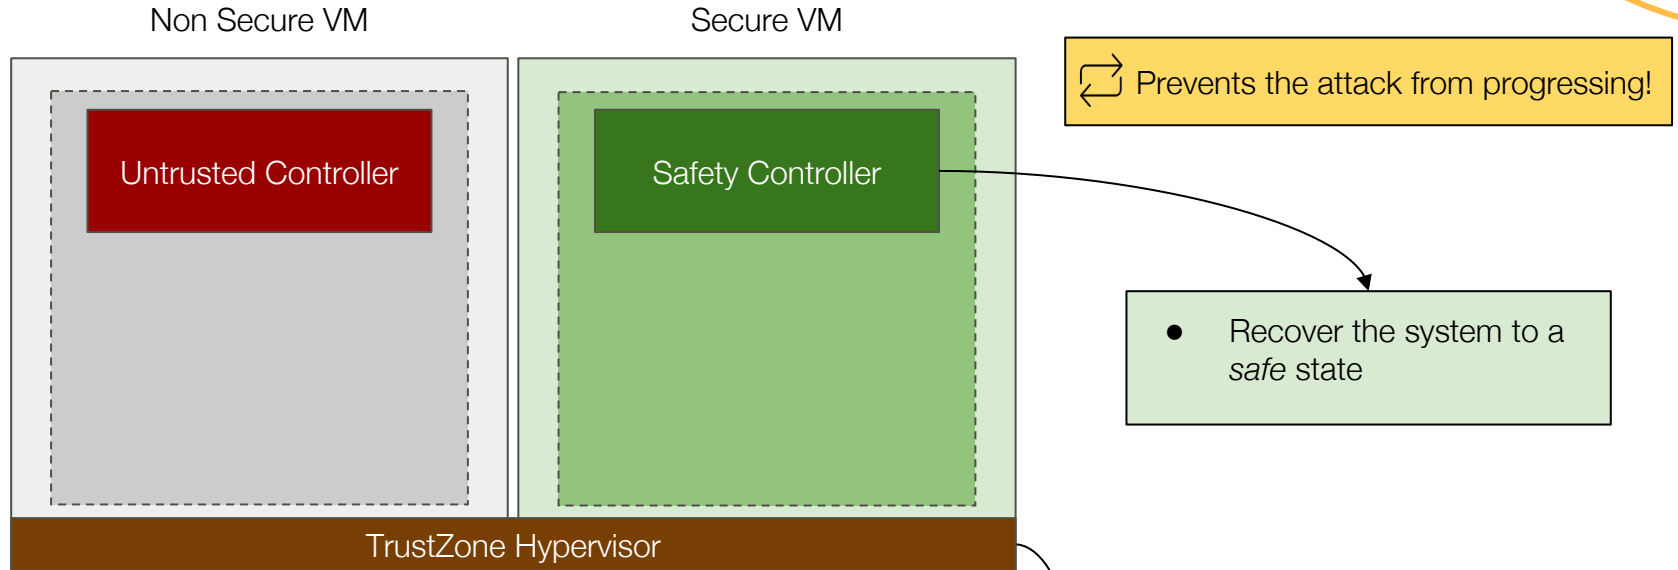 Non Secure VM
Secure VM
Prevents the attack from progressing!
Untrusted Controller
Safety Controller
● Recover the system to a
safe state
TrustZone Hypervisor